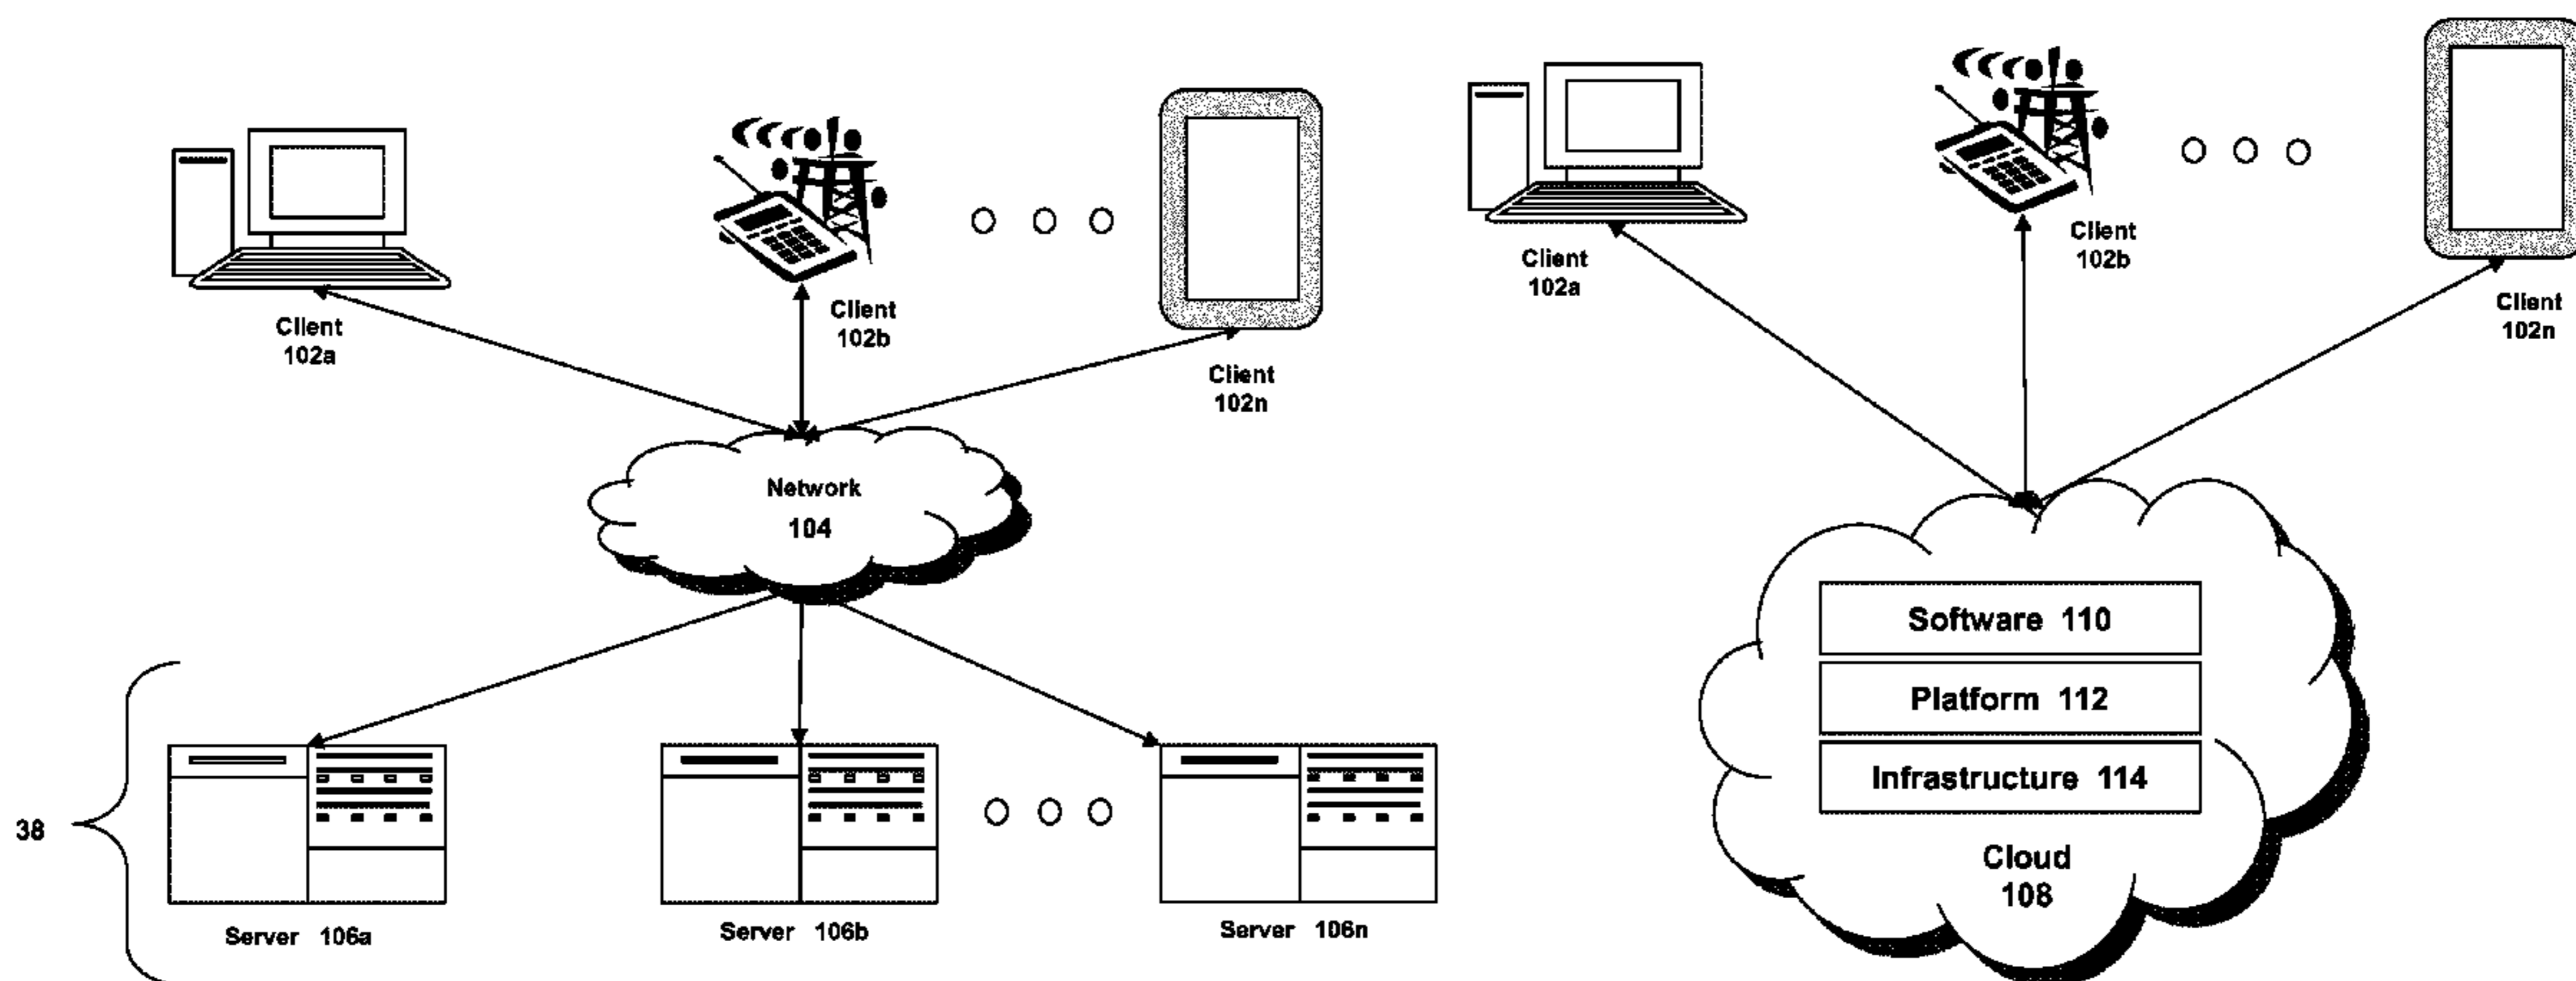 Client
102a
Client
102b
Client
102n
Network
104
38
Server 106a
Server 106b
Server 106n
Client
102a
Client
102b
Client
102n
Software 110
Platform 112
Infrastructure 114
Cloud
108